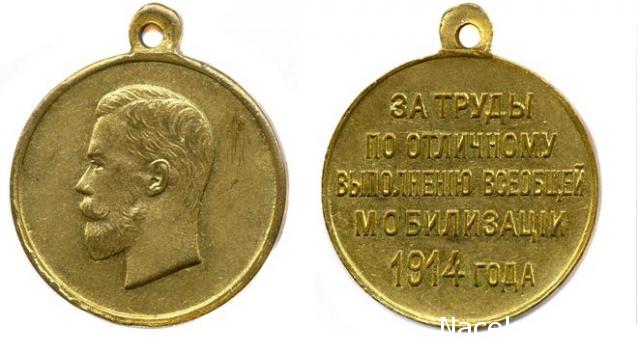 ЗА ТРУДЫ
ПО ОТЛИЧНОМУ
ВЫПОЛНЕНІЮ ВСЕОБЩЕЙ
МОБИЛИЗАЦІИ
1914 ГОДА